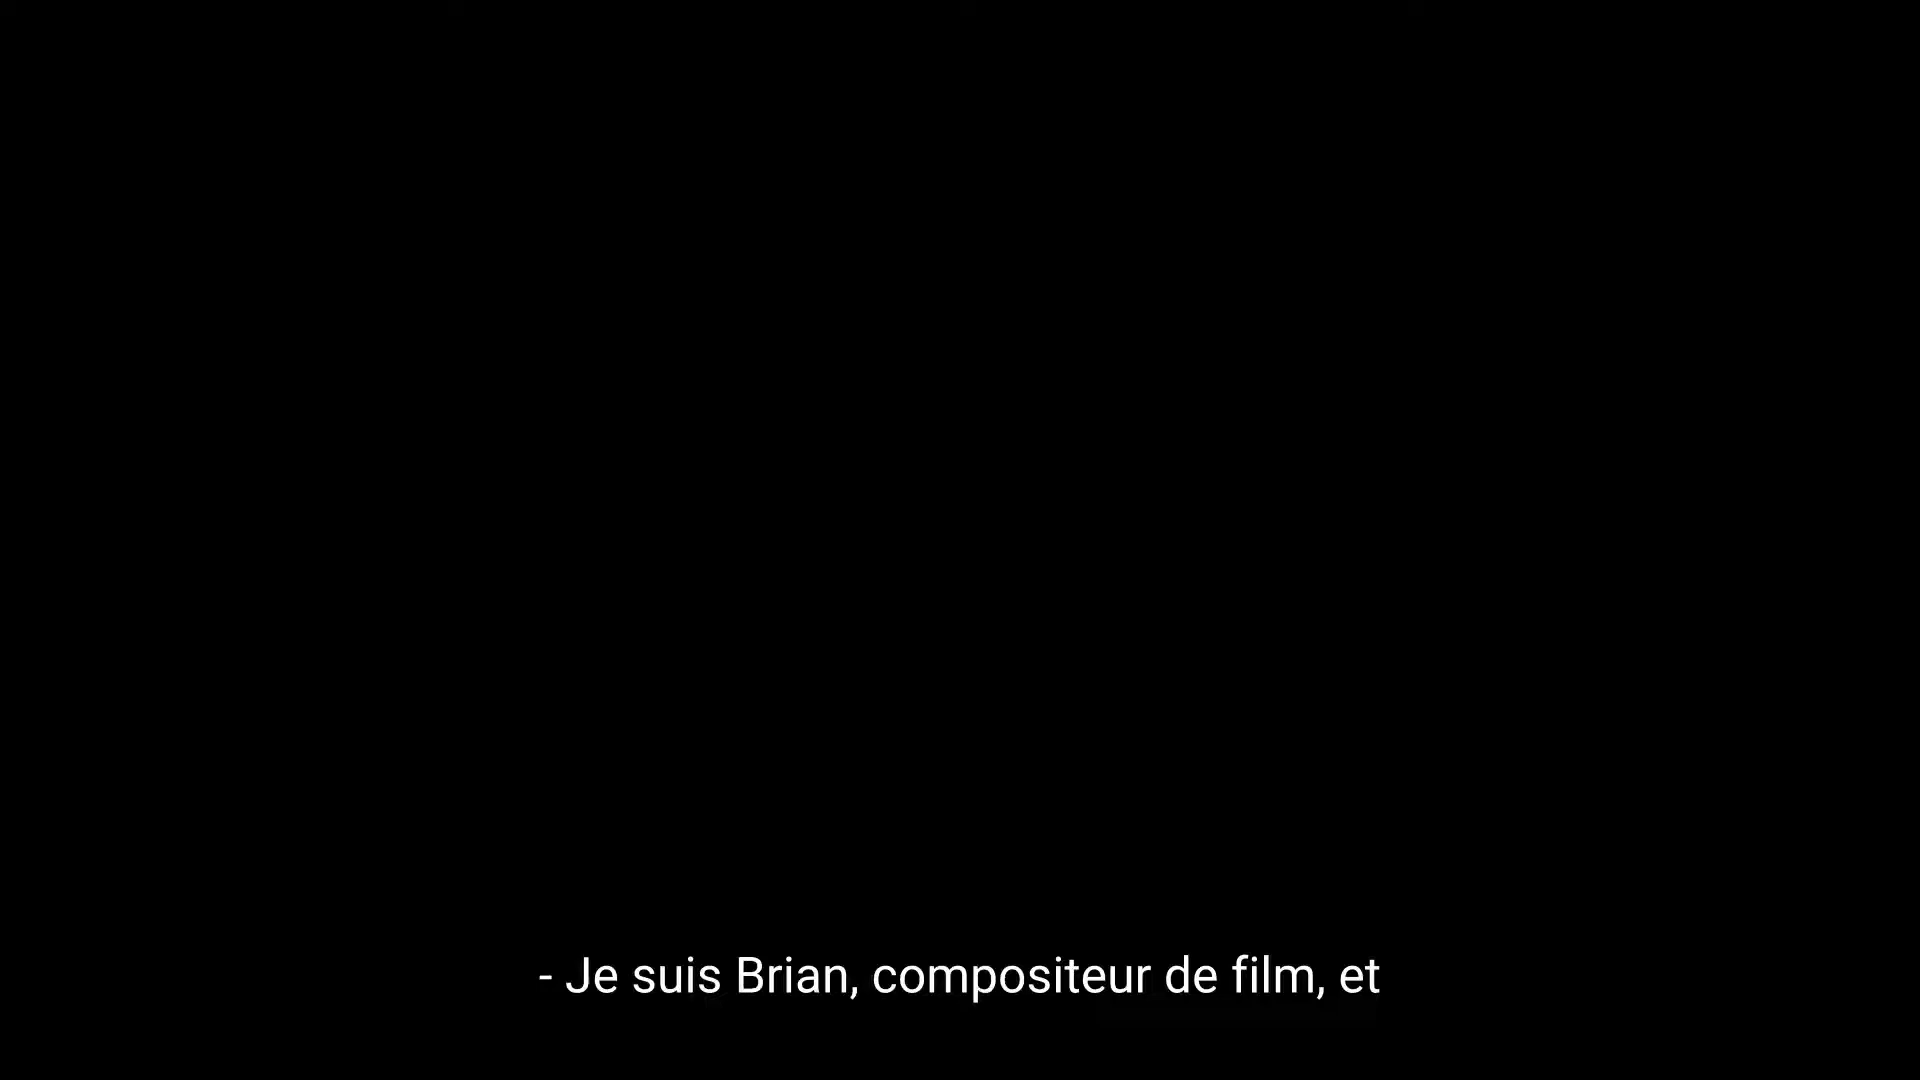 - Je suis Brian, compositeur de film, et